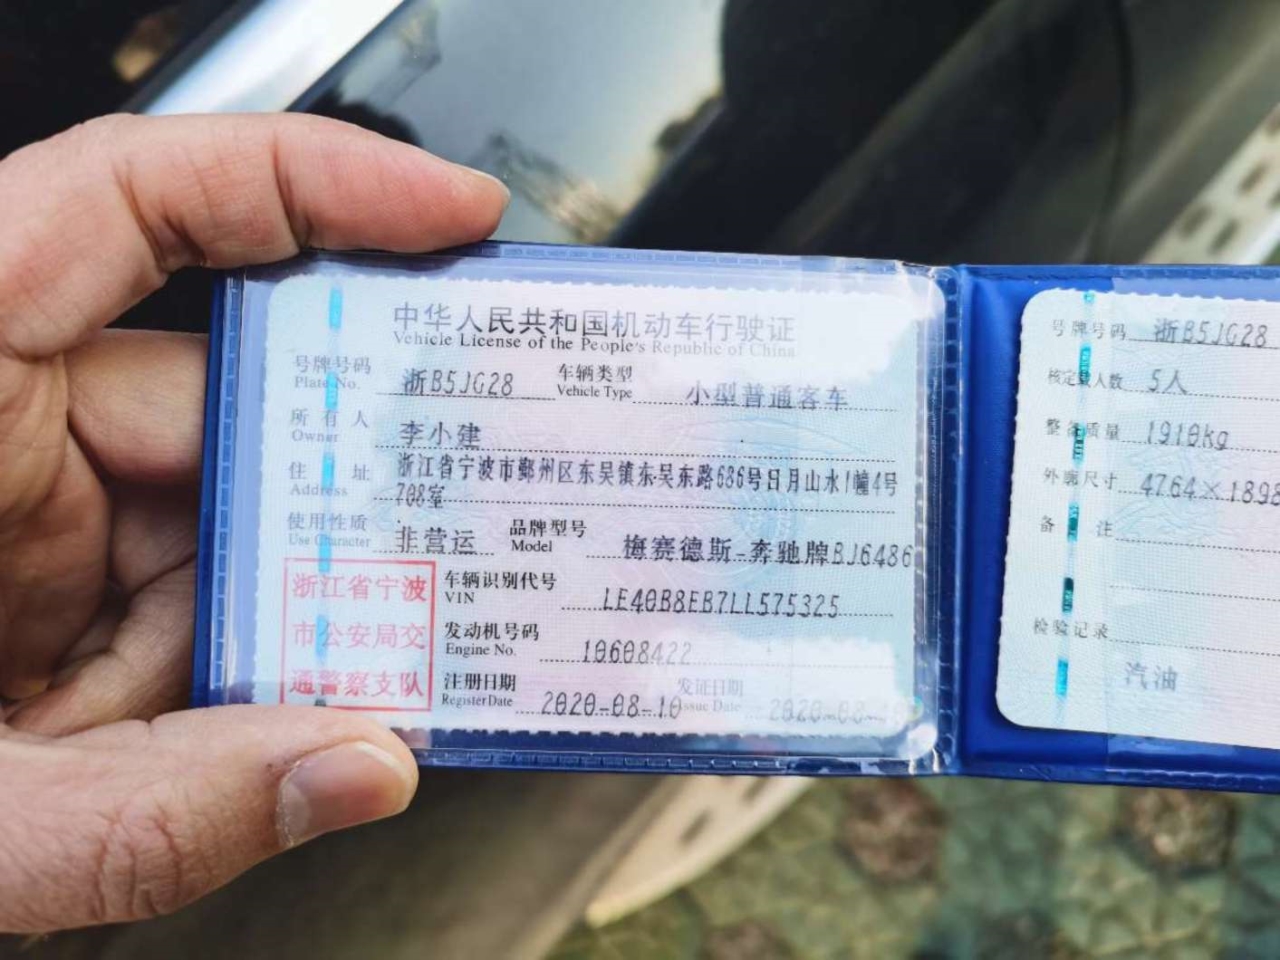 中华人民共和国机动车行驶证
Vehicle License of the People's Republic of China
号牌号码 浙B5JG28 车辆类型 小型普通客车
Plate No. Vehicle Type
所有人 李小建
Owner
住址 浙江省宁波市鄞州区东吴镇东吴东路686号日月山水1幢4号
Address 708室
使用性质 非营运 品牌型号 梅赛德斯-奔驰牌BJ6486
Use Character Model
浙江省宁波
市公安局交
通警察支队
车辆识别代号 LE40B8EB7LL575325
VIN
发动机号码 10608422
Engine No.
注册日期 2020-08-10 发证日期
Register Date Issue Date
号牌号码 浙B5JG28
核定载人数 5人
整备质量 1910kg
外廓尺寸 4764×1898
备注
检验记录
汽油